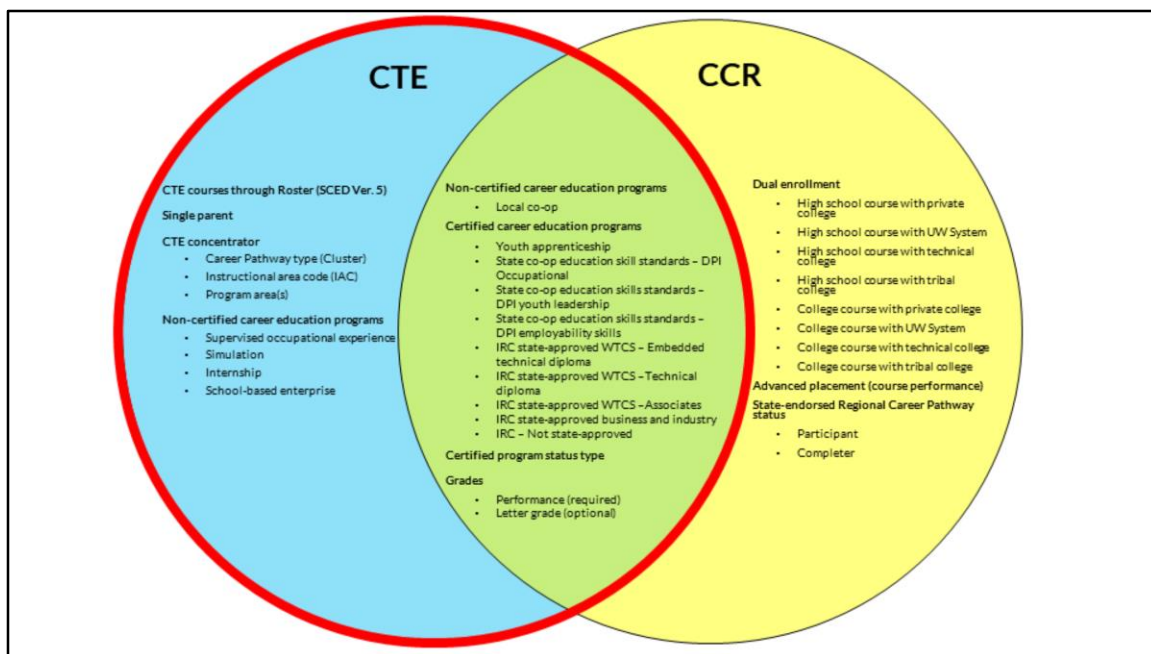 CTE
CTE courses through Roster (SCED Ver. 5)
Single parent
CTE concentrator
• Career Pathway type (Cluster)
• Instructional area code (IAC)
• Program area(s)
Non-certified career education programs
• Supervised occupational experience
• Simulation
• Internship
• School-based enterprise
Non-certified career education programs
• Local co-op
Certified career education programs
• Youth apprenticeship
• State co-op education skill standards – DPI
Occupational
• State co-op education skills standards –
DPI youth leadership
• State co-op education skills standards –
DPI employability skills
• IRC state-approved WTCS – Embedded
technical diploma
• IRC state-approved WTCS –Technical
diploma
• IRC state-approved WTCS –Associates
• IRC state-approved business and industry
• IRC – Not state-approved
Certified program status type
Grades
• Performance (required)
• Letter grade (optional)
CCR
Dual enrollment
• High school course with private
college
• High school course with UW System
• High school course with technical
college
• High school course with tribal
college
• College course with private college
• College course with UW System
• College course with technical college
• College course with tribal college
Advanced placement (course performance)
State-endorsed Regional Career Pathway
status
• Participant
• Completer